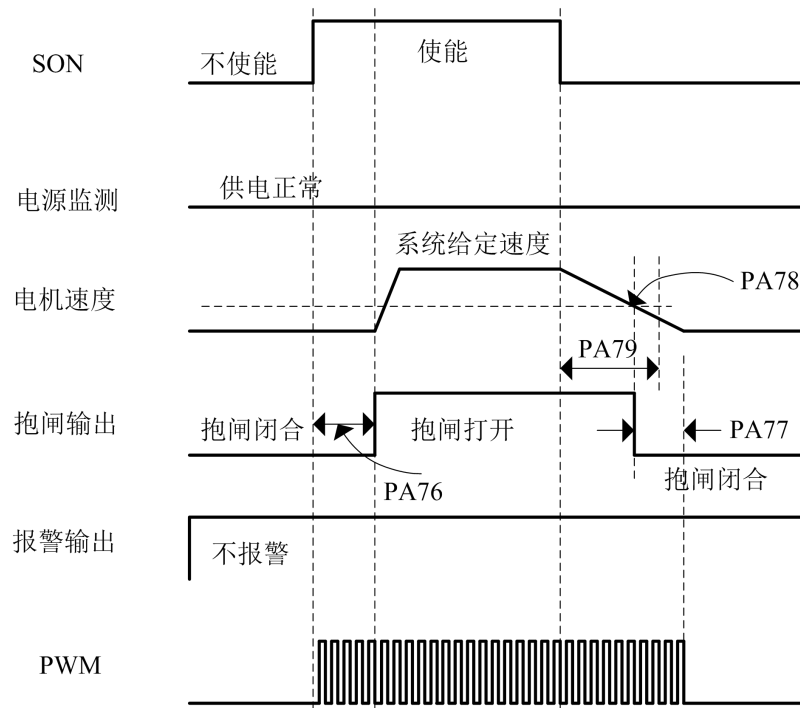 SON
不使能
使能
电源监测
供电正常
系统给定速度
电机速度
PA78
PA79
抱闸输出
抱闸闭合
抱闸打开
PA77
PA76
抱闸闭合
报警输出
不报警
PWM